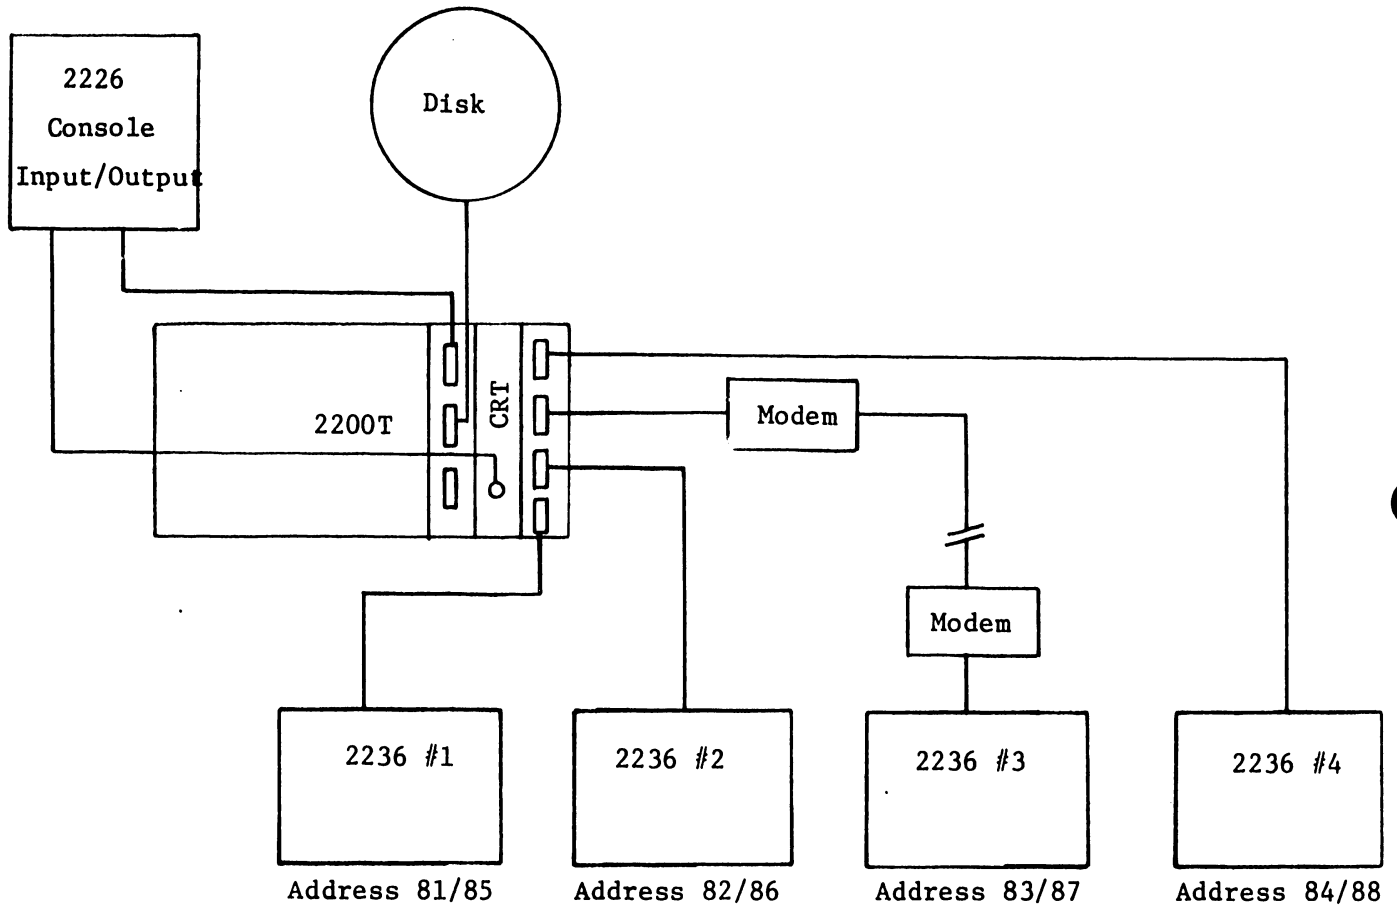 2226
Console
Input/Output
Disk
2200T
CRT
Modem
Modem
2236 #1
2236 #2
2236 #3
2236 #4
Address 81/85
Address 82/86
Address 83/87
Address 84/88